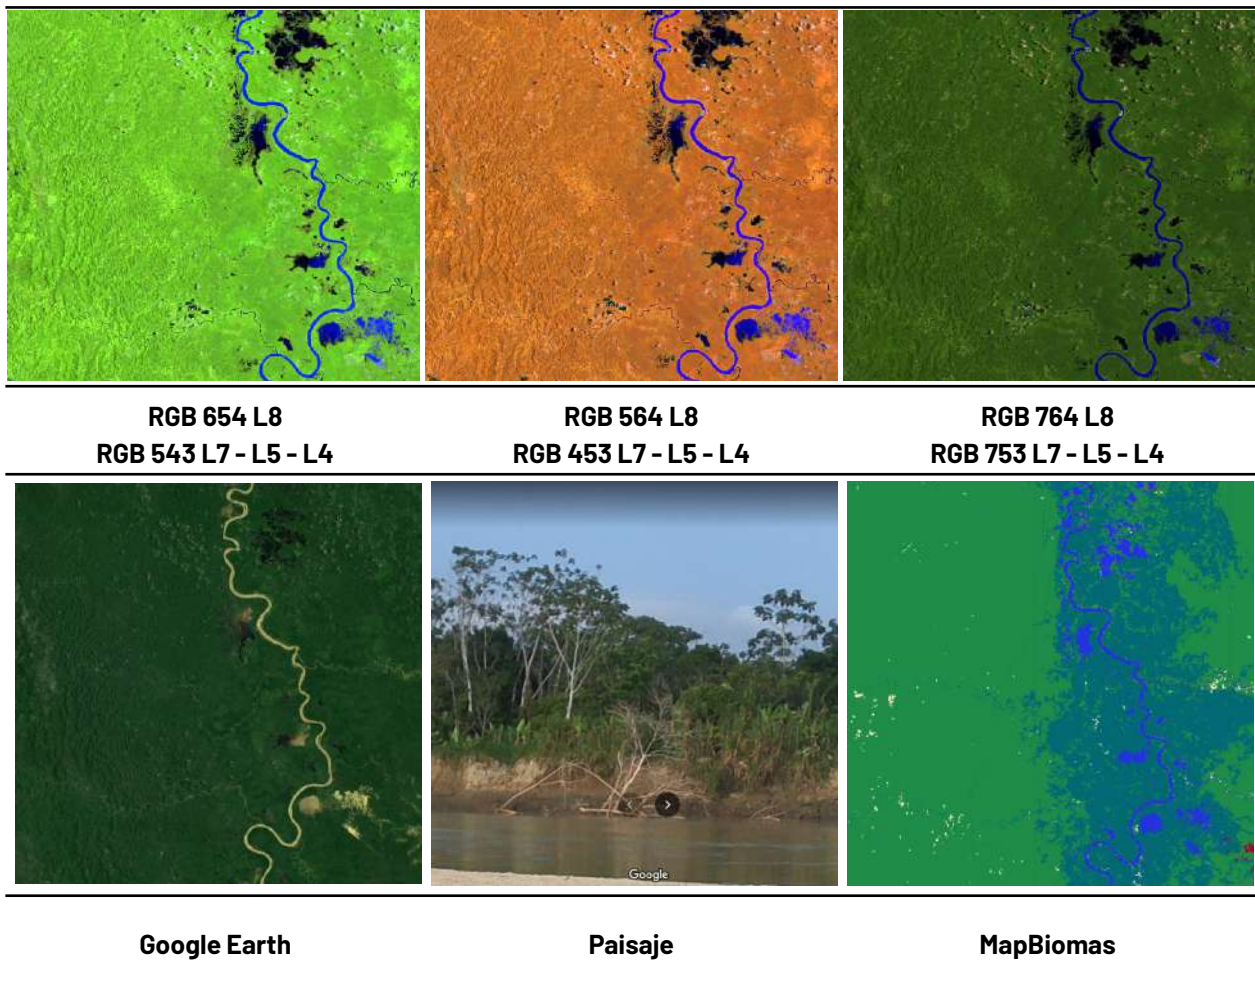 RGB 654 L8
RGB 543 L7 - L5 - L4
RGB 564 L8
RGB 453 L7 - L5 - L4
RGB 764 L8
RGB 753 L7 - L5 - L4
Google
Google Earth
Paisaje
MapBiomas